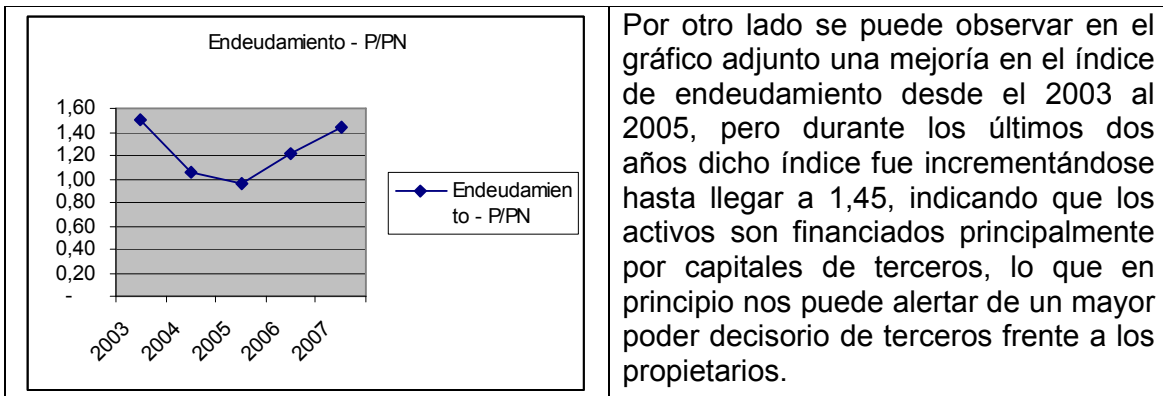 Endeudamiento - P/PN
1,60
1,40
1,20
1,00
0,80
0,60
0,40
0,20
-
2003
2004
2005
2006
2007
Endeudamien
to - P/PN
Por otro lado se puede observar en el
gráfico adjunto una mejoría en el índice
de endeudamiento desde el 2003 al
2005, pero durante los últimos dos
años dicho índice fue incrementándose
hasta llegar a 1,45, indicando que los
activos son financiados principalmente
por capitales de terceros, lo que en
principio nos puede alertar de un mayor
poder decisorio de terceros frente a los
propietarios.